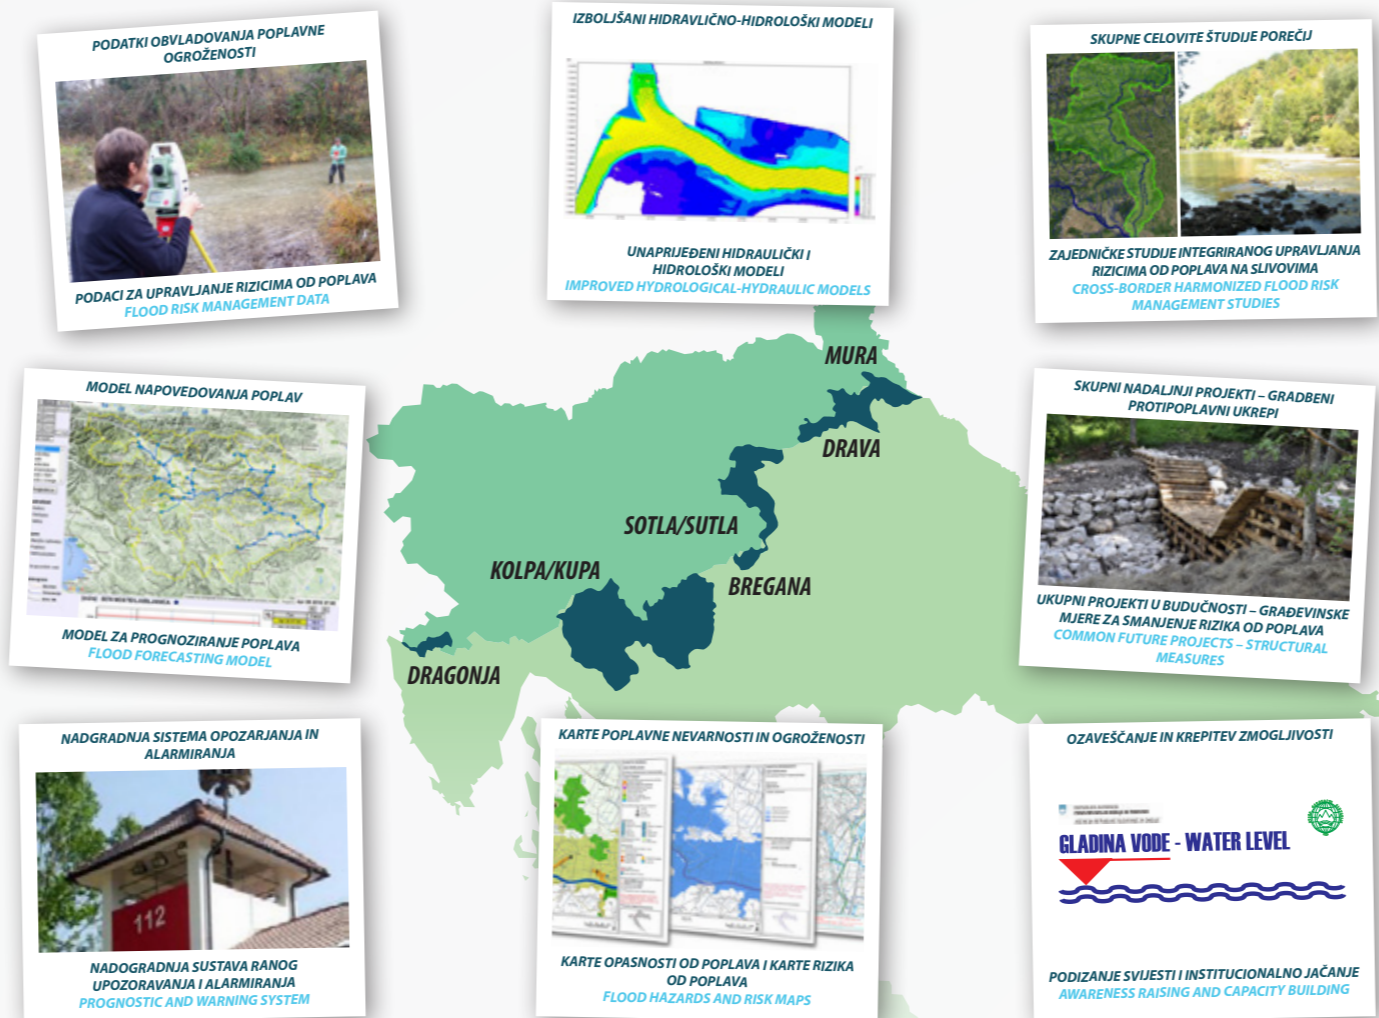 PODATKI OBVLADOVANJA POPLAVNE
OGROŽENOSTI
PODACI ZA UPRAVLJANJE RIZICIMA OD POPLAVA
FLOOD RISK MANAGEMENT DATA
IZBOLJŠANI HIDRAVLIČNO-HIDROLOŠKI MODELI
UNAPRIJEĐENI HIDRAULIČKI I
HIDROLOŠKI MODELI
IMPROVED HYDROLOGICAL-HYDRAULIC MODELS
SKUPNE CELOVITE ŠTUDIJE POREČIJ
ZAJEDNIČKE STUDIJE INTEGRIRANOG UPRAVLJANJA
RIZICIMA OD POPLAVA NA SLIVOVIMA
CROSS-BORDER HARMONIZED FLOOD RISK
MANAGEMENT STUDIES
MODEL NAPOVEDOVANJA POPLAV
MODEL ZA PROGNOZIRANJE POPLAVA
FLOOD FORECASTING MODEL
MURA
DRAVA
SOTLA/SUTLA
BREGANA
KOLPA/KUPA
DRAGONJA
SKUPNI NADALJNJI PROJEKTI – GRADBENI
PROTIPOPLAVNI UKREPI
UKUPNI PROJEKTI U BUDUĆNOSTI – GRAĐEVINSKE
MJERE ZA SMANJENJE RIZIKA OD POPLAVA
COMMON FUTURE PROJECTS – STRUCTURAL
MEASURES
NADGRADNJA SISTEMA OPOZARJANJA IN
ALARMIRANJA
112
NADOGRADNJA SUSTAVA RANOG
UPOZORAVANJA I ALARMIRANJA
PROGNOSTIC AND WARNING SYSTEM
KARTE POPLAVNE NEVARNOSTI IN OGROŽENOSTI
KARTE OPASNOSTI OD POPLAVA I KARTE RIZIKA
OD POPLAVA
FLOOD HAZARDS AND RISK MAPS
OZAVEŠČANJE IN KREPITEV ZMOGLJIVOSTI
GLADINA VODE - WATER LEVEL
PODIZANJE SVIJESTI I INSTITUCIONALNO JAČANJE
AWARENESS RAISING AND CAPACITY BUILDING